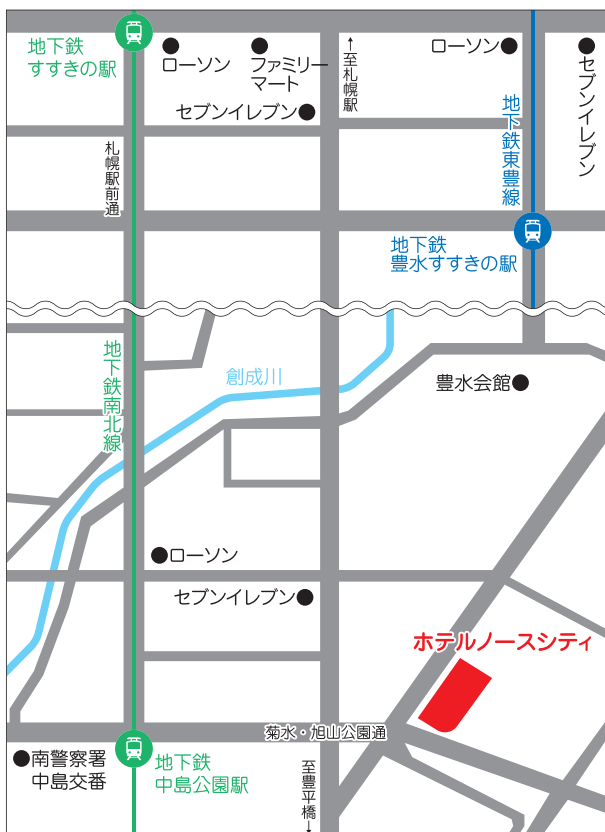 地下鉄
すすきの駅
ローソン
ファミリー
マート
セブンイレブン
↑至札幌駅
ローソン
セブンイレブン
地下鉄東豊線
札幌駅前通
地下鉄
豊水すすきの駅
地下鉄南北線
創成川
豊水会館
ローソン
セブンイレブン
ホテルノースシティ
菊水・旭山公園通
南警察署
中島交番
地下鉄
中島公園駅
至豊平橋→